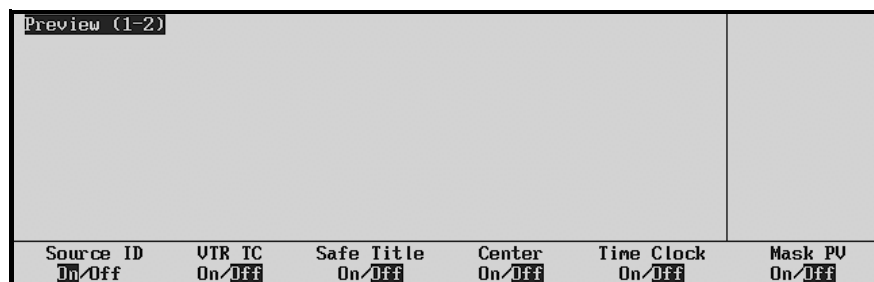 Preview (1-2)
Source ID VTR TC Safe Title Center Time Clock Mask PV
On/Off On/Off On/Off On/Off On/Off On/Off